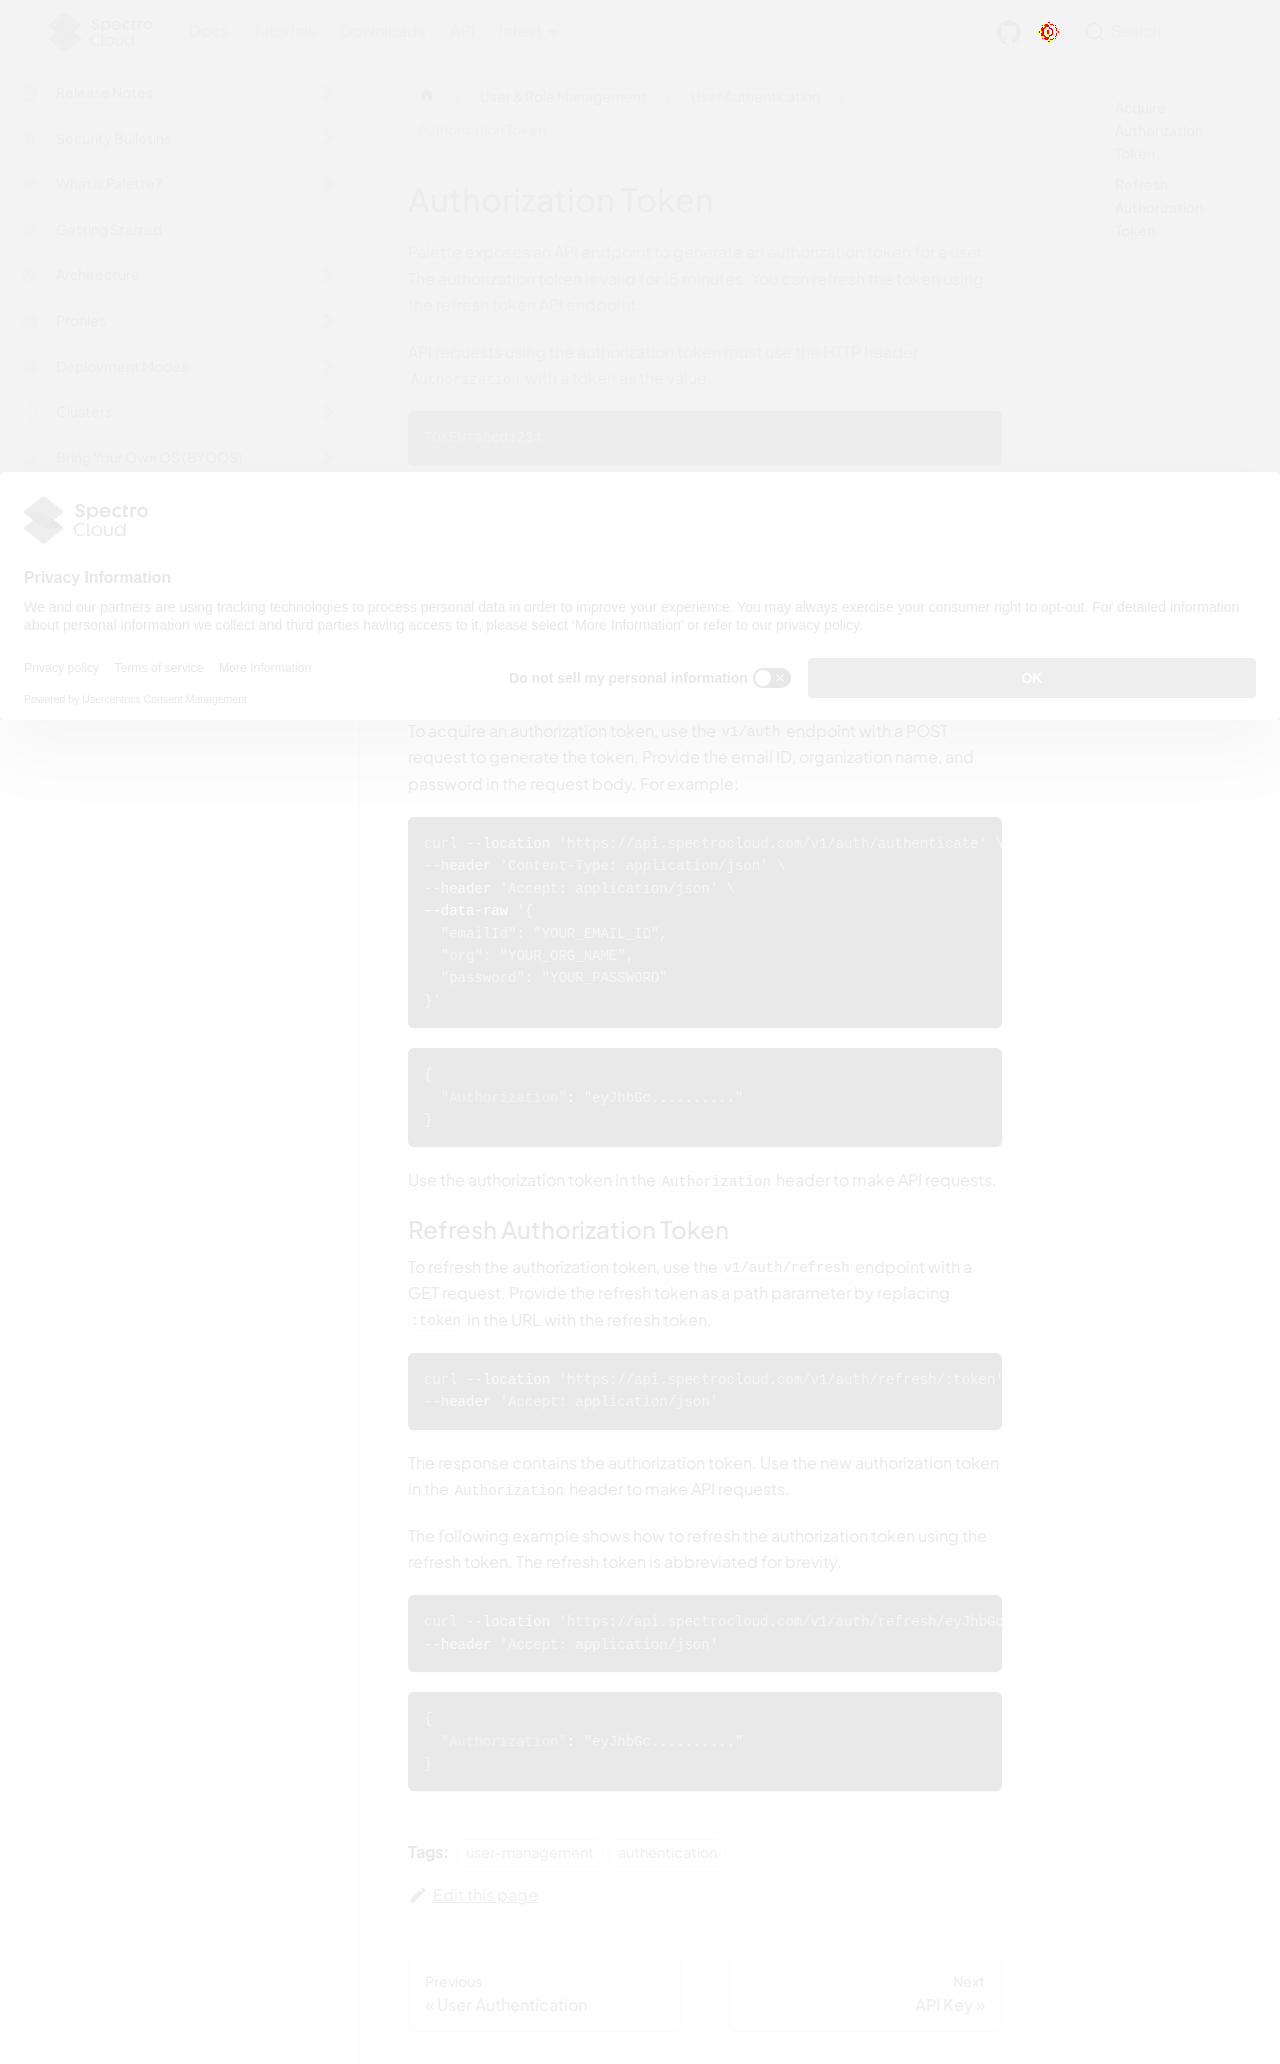 Spectro
Cloud
Docs
Tutorials
Downloads
API
latest
Search
Release Notes
Security Bulletins
What is Palette?
Getting Started
Architecture
Profiles
Deployment Modes
Clusters
Bring Your Own OS (BYOOS)
User & Role Management
User Authentication
Authorization Token
Acquire
Authorization
Token
Refresh
Authorization
Token
Authorization Token
Palette exposes an API endpoint to generate an authorization token for a user.
The authorization token is valid for 15 minutes. You can refresh the token using
the refresh token API endpoint.
API requests using the authorization token must use the HTTP header
Authorization with a token as the value.
TOKEN=abcd1234
Spectro
Cloud
Privacy Information
We and our partners are using tracking technologies to process personal data in order to improve your experience. You may always exercise your consumer right to opt-out. For detailed information
about personal information we collect and third parties having access to it, please select 'More Information' or refer to our privacy policy.
Privacy policy
Terms of service
More Information
Powered by Usercentrics Consent Management
Do not sell my personal information
OK
To acquire an authorization token, use the v1/auth endpoint with a POST
request to generate the token. Provide the email ID, organization name, and
password in the request body. For example:
curl --location 'https://api.spectrocloud.com/v1/auth/authenticate' \
--header 'Content-Type: application/json' \
--header 'Accept: application/json' \
--data-raw '{
"emailId": "YOUR_EMAIL_ID",
"org": "YOUR_ORG_NAME",
"password": "YOUR_PASSWORD"
}'
{
"Authorization": "eyJhbGc.........."
}
Use the authorization token in the Authorization header to make API requests.
Refresh Authorization Token
To refresh the authorization token, use the v1/auth/refresh endpoint with a
GET request. Provide the refresh token as a path parameter by replacing
:token in the URL with the refresh token.
curl --location 'https://api.spectrocloud.com/v1/auth/refresh/:token'
--header 'Accept: application/json'
The response contains the authorization token. Use the new authorization token
in the Authorization header to make API requests.
The following example shows how to refresh the authorization token using the
refresh token. The refresh token is abbreviated for brevity.
curl --location 'https://api.spectrocloud.com/v1/auth/refresh/eyJhbGc
--header 'Accept: application/json'
{
"Authorization": "eyJhbGc.........."
}
Tags:
user-management
authentication
Edit this page
Previous
« User Authentication
Next
API Key »